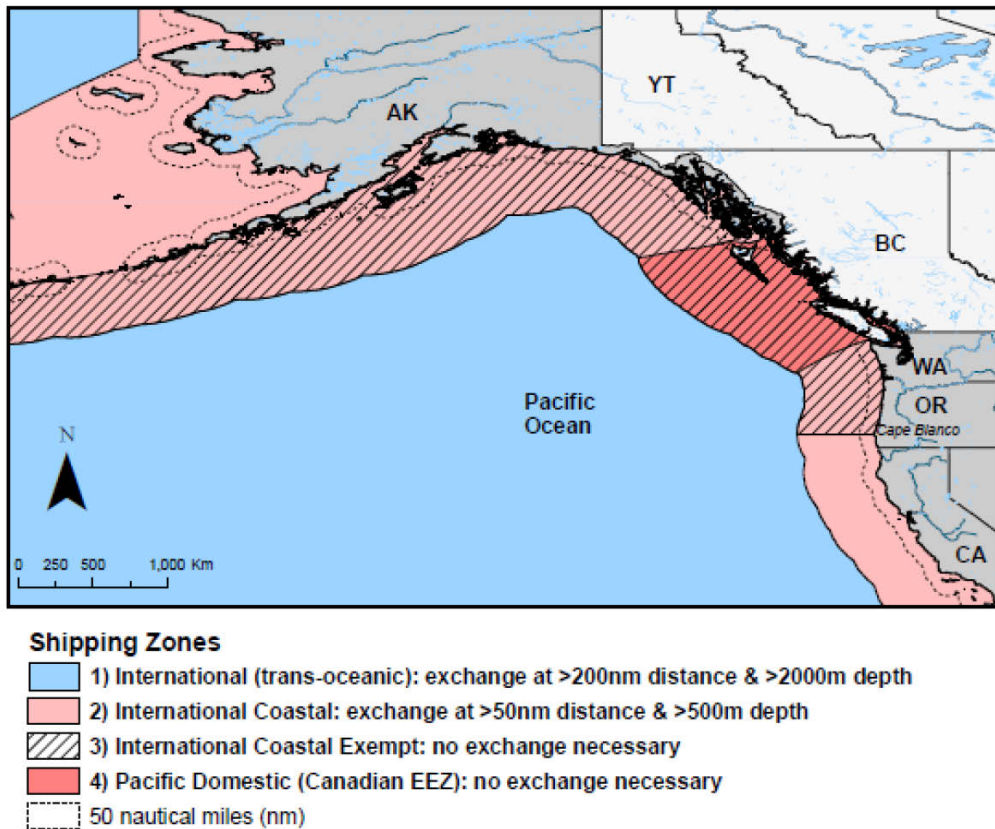 YT
AK
BC
WA
Pacific
Ocean
OR
Cape Blanco
N
CA
0 250 500 1,000 Km
Shipping Zones
1) International (trans-oceanic): exchange at >200nm distance & >2000m depth
2) International Coastal: exchange at >50nm distance & >500m depth
3) International Coastal Exempt: no exchange necessary
4) Pacific Domestic (Canadian EEZ): no exchange necessary
50 nautical miles (nm)